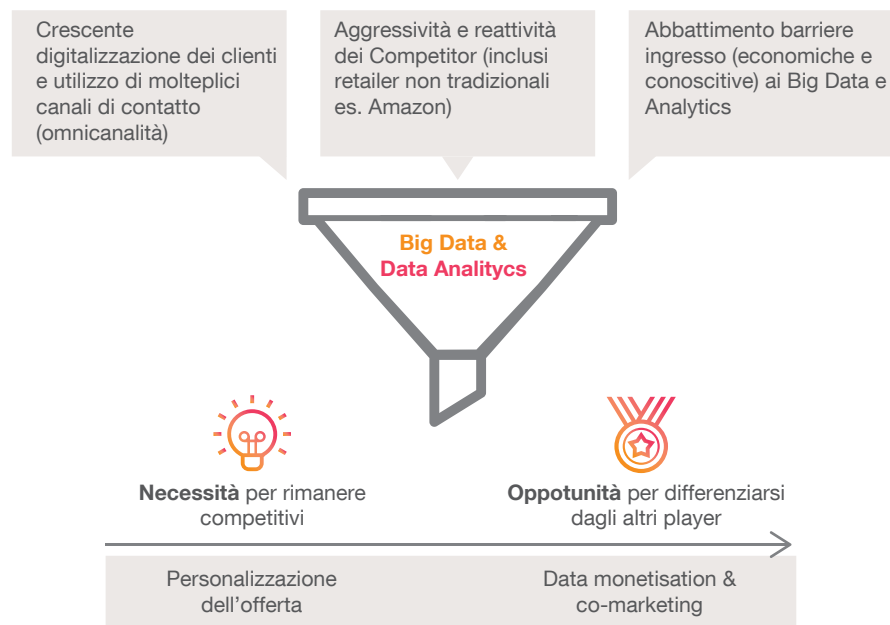 Crescente
digitalizzazione dei clienti
e utilizzo di molteplici
canali di contatto
(omnicanalità)
Aggressività e reattività
dei Competitor (inclusi
retailer non tradizionali
es. Amazon)
Abbattimento barriere
ingresso (economiche e
conoscitive) ai Big Data e
Analytics
Big Data &
Data Analitycs
Necessità per rimanere
competitivi
Oppotunità per differenziarsi
dagli altri player
Personalizzazione
dell'offerta
Data monetisation &
co-marketing